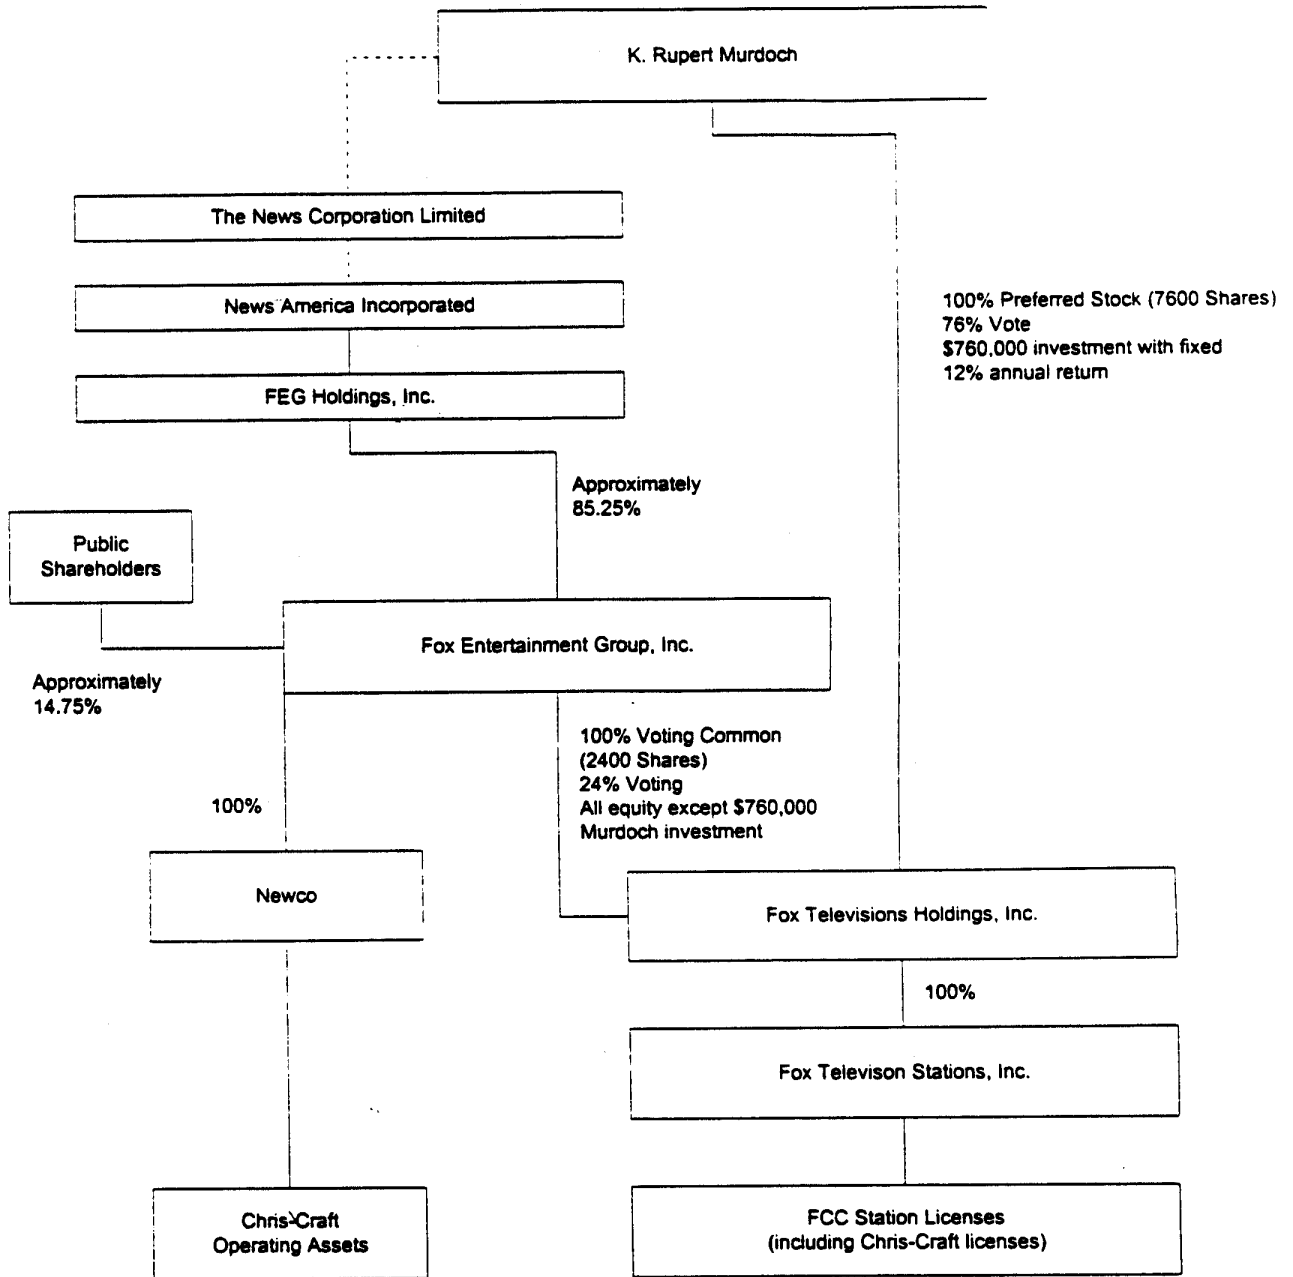 K. Rupert Murdoch
The News Corporation Limited
News America Incorporated
100% Preferred Stock (7600 Shares)
76% Vote
$760,000 investment with fixed
12% annual return
FEG Holdings, Inc.
Approximately
85.25%
Public
Shareholders
Fox Entertainment Group, Inc.
Approximately
14.75%
100% Voting Common
(2400 Shares)
24% Voting
All equity except $760,000
Murdoch investment
100%
Newco
Fox Televisions Holdings, Inc.
100%
Fox Televison Stations, Inc.
Chris-Craft
Operating Assets
FCC Station Licenses
(including Chris-Craft licenses)